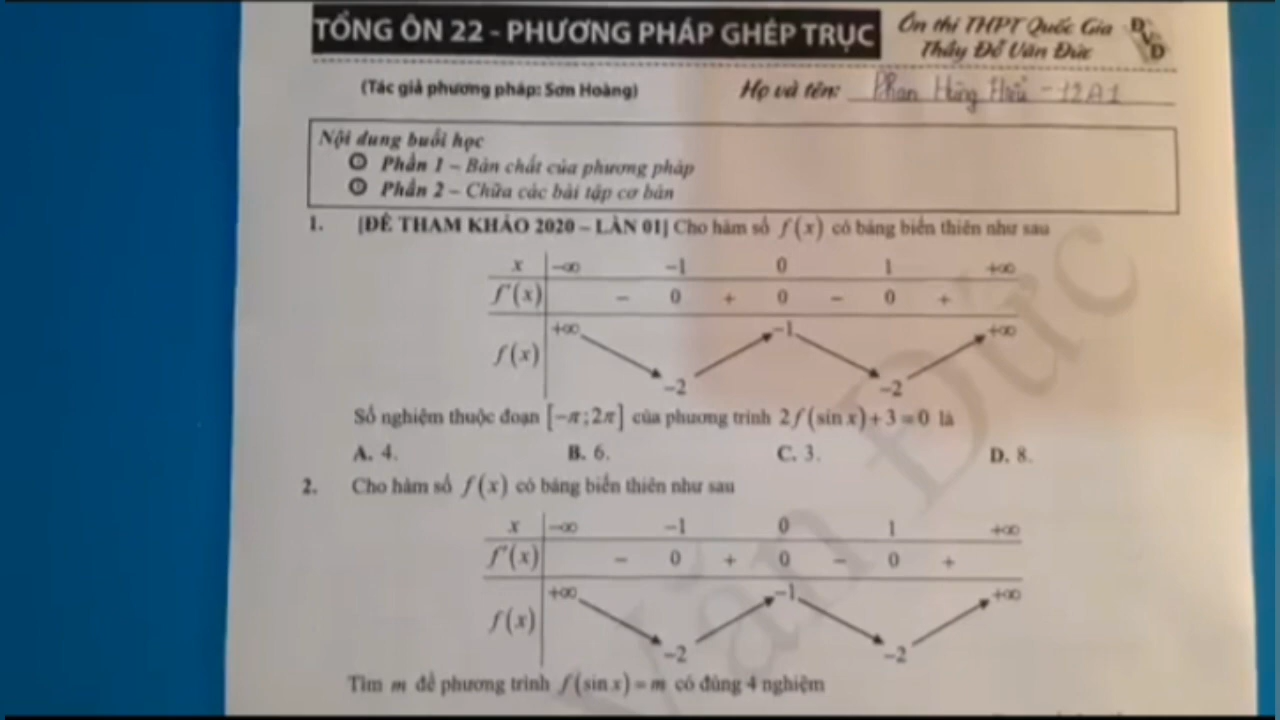 TỔNG ÔN 22 - PHƯƠNG PHÁP GHÉP TRỤC
Ôn thi THPT Quốc Gia
Thầy Đỗ Văn Đức
(Tác giả phương pháp: Sơn Hoàng)
Họ và tên: Phan Hùng - 12A1
Nội dung buổi học
Phần 1 – Bản chất của phương pháp
Phần 2 – Chữa các bài tập cơ bản
1. [ĐỀ THAM KHẢO 2020 – LẦN 01] Cho hàm số f(x) có bảng biến thiên như sau
x −∞ −1 0 1 +∞
f'(x) − 0 + 0 − 0 +
+∞ −1 +∞
f(x)
−2 −2
Số nghiệm thuộc đoạn [−π; 2π] của phương trình 2f(sin x)+3=0 là
A. 4. B. 6. C. 3. D. 8.
2. Cho hàm số f(x) có bảng biến thiên như sau
x −∞ −1 0 1 +∞
f'(x) − 0 + 0 − 0 +
+∞ −1 +∞
f(x)
−2 −2
Tìm m để phương trình f(sin x)=m có đúng 4 nghiệm
Văn Đức